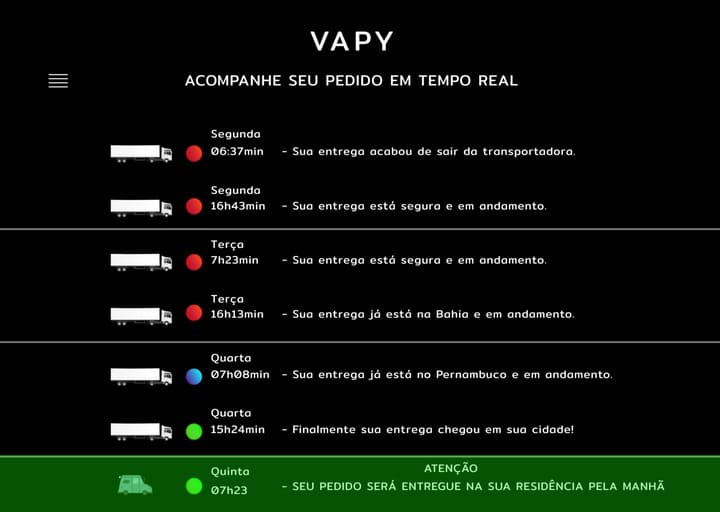 VAPY
ACOMPANHE SEU PEDIDO EM TEMPO REAL
Segunda
06:37min - Sua entrega acabou de sair da transportadora.
Segunda
16h43min - Sua entrega está segura e em andamento.
Terça
7h23min - Sua entrega está segura e em andamento.
Terça
16h13min - Sua entrega já está na Bahia e em andamento.
Quarta
07h08min - Sua entrega já está no Pernambuco e em andamento.
Quarta
15h24min - Finalmente sua entrega chegou em sua cidade!
ATENÇÃO
Quinta
07h23 - SEU PEDIDO SERÁ ENTREGUE NA SUA RESIDÊNCIA PELA MANHÃ